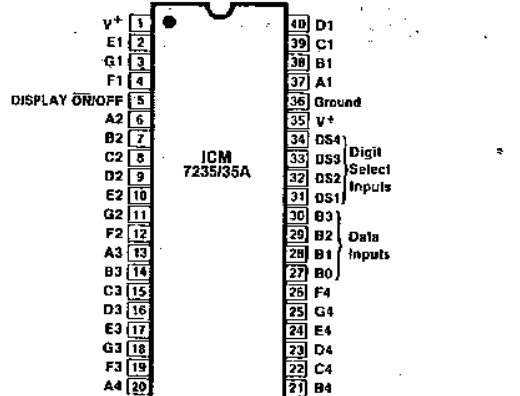 V+ 1
E1 2
G1 3
F1 4
DISPLAY ON/OFF 5
A2 6
B2 7
C2 8
D2 9
E2 10
G2 11
F2 12
A3 13
B3 14
C3 15
D3 16
E3 17
G3 18
F3 19
A4 20
ICM
7235/35A
40 D1
39 C1
38 B1
37 A1
36 Ground
35 V+
34 DS4
33 DS3
32 DS2
31 DS1
Digit
Select
Inputs
30 B3
29 B2
28 B1
27 B0
Data
Inputs
26 F4
25 G4
24 E4
23 D4
22 C4
21 B4